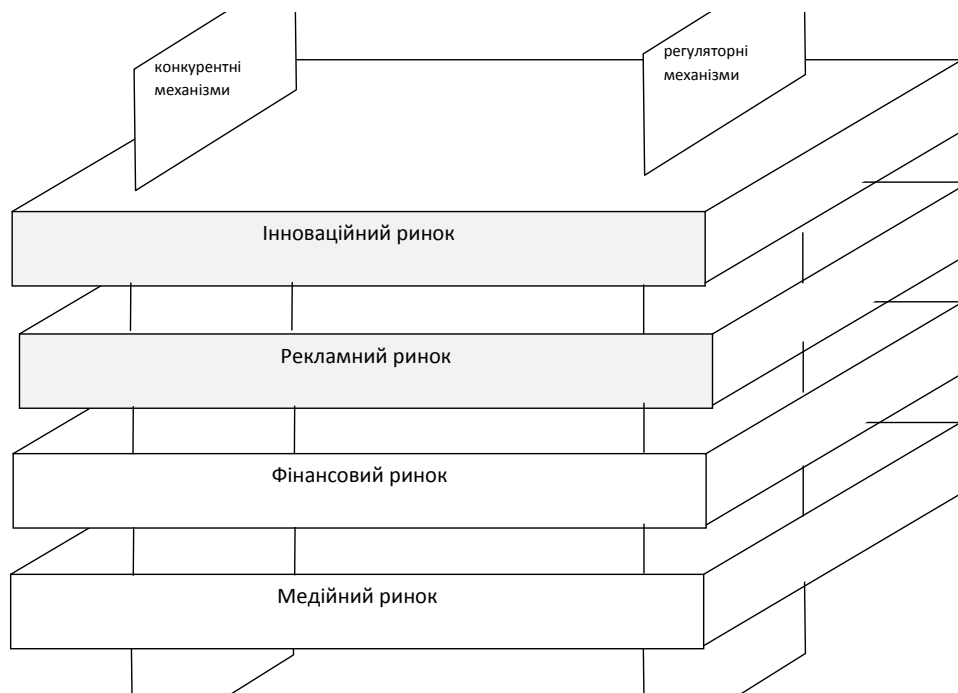 конкурентні
механізми
регуляторні
механізми
Інноваційний ринок
Рекламний ринок
Фінансовий ринок
Медійний ринок